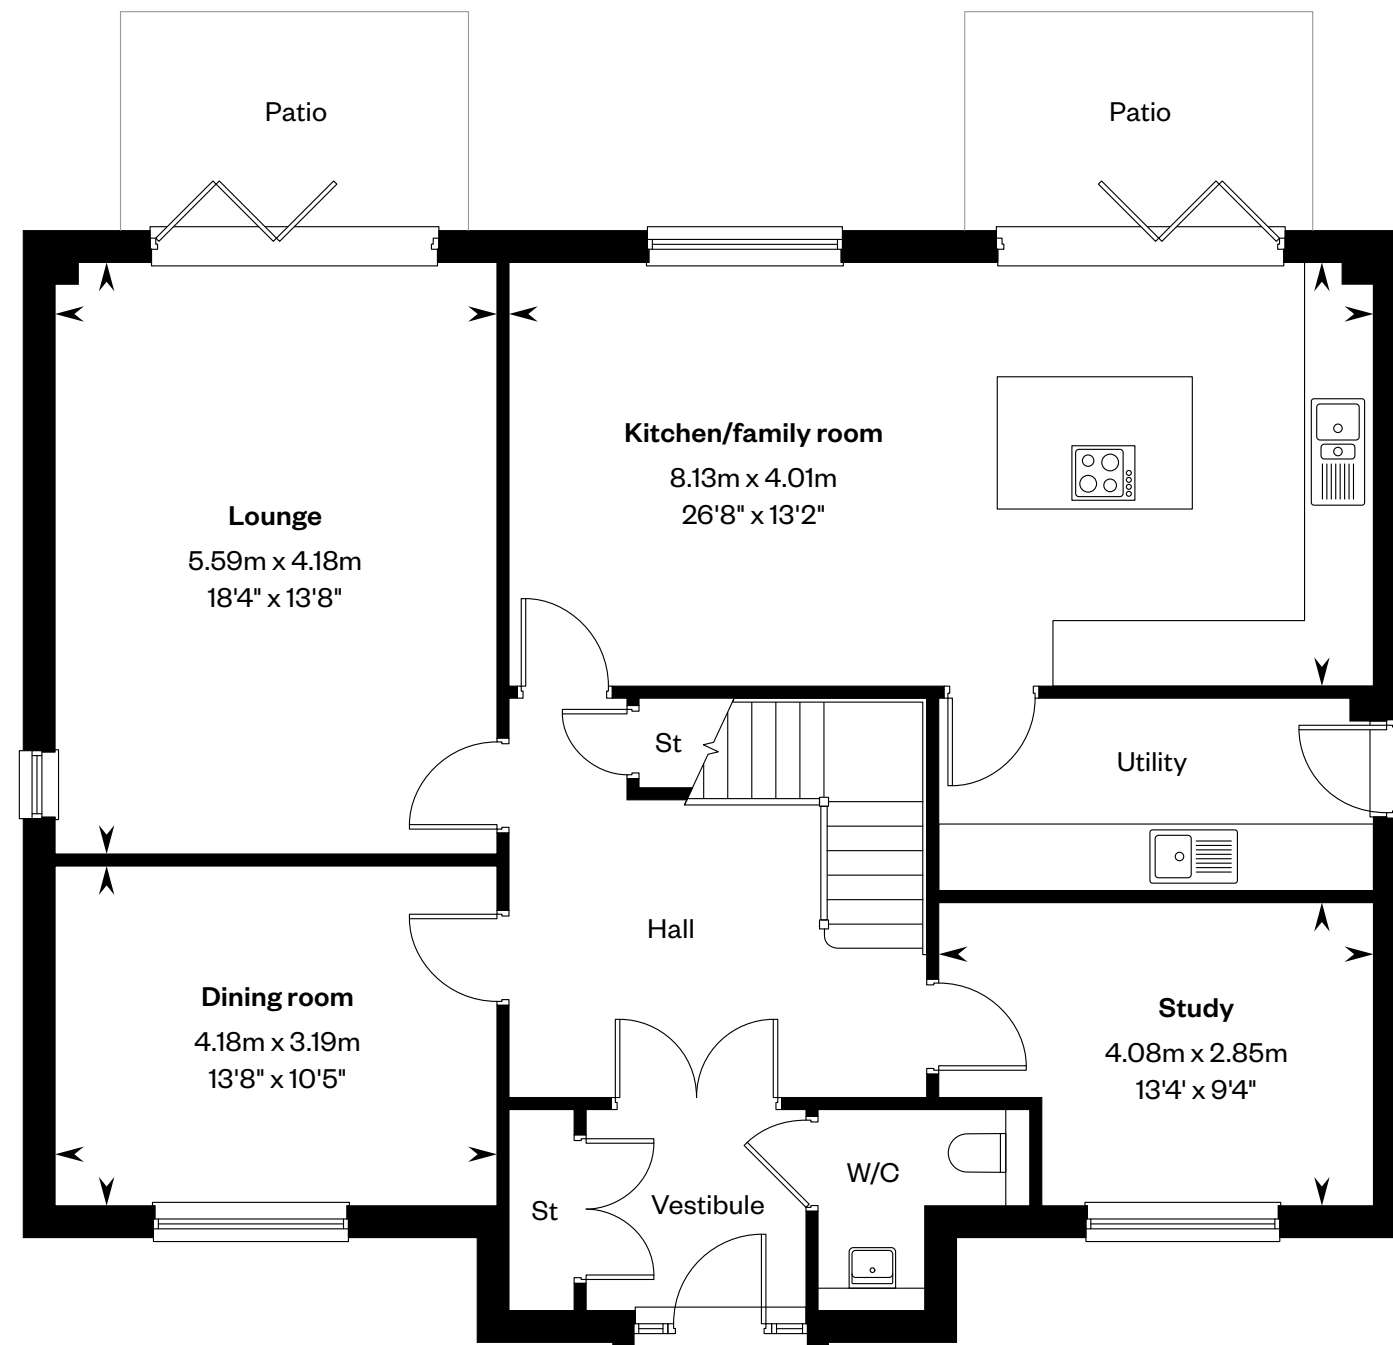 Patio
Patio
Kitchen/family room
8.13m x 4.01m
26'8" x 13'2"
Lounge
5.59m x 4.18m
18'4" x 13'8"
St
Utility
Hall
Dining room
4.18m x 3.19m
13'8" x 10'5"
Study
4.08m x 2.85m
13'4' x 9'4"
W/C
St
Vestibule